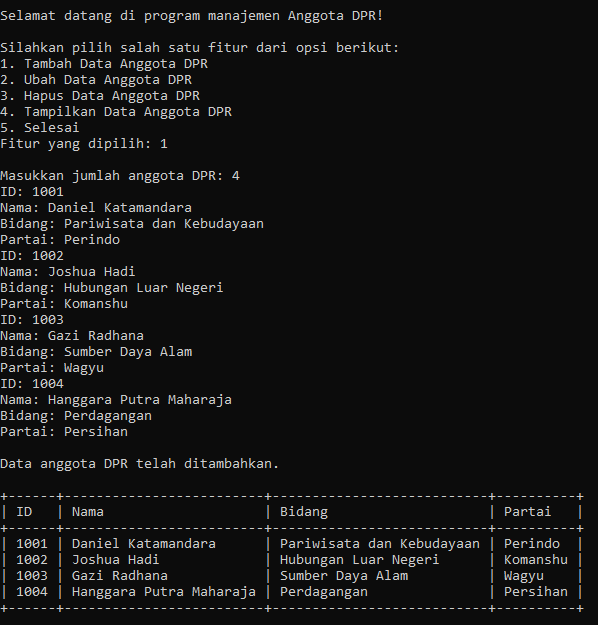 Selamat datang di program manajemen Anggota DPR!
Silahkan pilih salah satu fitur dari opsi berikut:
1. Tambah Data Anggota DPR
2. Ubah Data Anggota DPR
3. Hapus Data Anggota DPR
4. Tampilkan Data Anggota DPR
5. Selesai
Fitur yang dipilih: 1
Masukkan jumlah anggota DPR: 4
ID: 1001
Nama: Daniel Katamandara
Bidang: Pariwisata dan Kebudayaan
Partai: Perindo
ID: 1002
Nama: Joshua Hadi
Bidang: Hubungan Luar Negeri
Partai: Komanshu
ID: 1003
Nama: Gazi Radhana
Bidang: Sumber Daya Alam
Partai: Wagyu
ID: 1004
Nama: Hanggara Putra Maharaja
Bidang: Perdagangan
Partai: Persihan
Data anggota DPR telah ditambahkan.
+------+-------------------------+---------------------------+----------+
| ID   | Nama                    | Bidang                    | Partai   |
+------+-------------------------+---------------------------+----------+
| 1001 | Daniel Katamandara      | Pariwisata dan Kebudayaan | Perindo  |
| 1002 | Joshua Hadi             | Hubungan Luar Negeri      | Komanshu |
| 1003 | Gazi Radhana            | Sumber Daya Alam          | Wagyu    |
| 1004 | Hanggara Putra Maharaja | Perdagangan               | Persihan |
+------+-------------------------+---------------------------+----------+